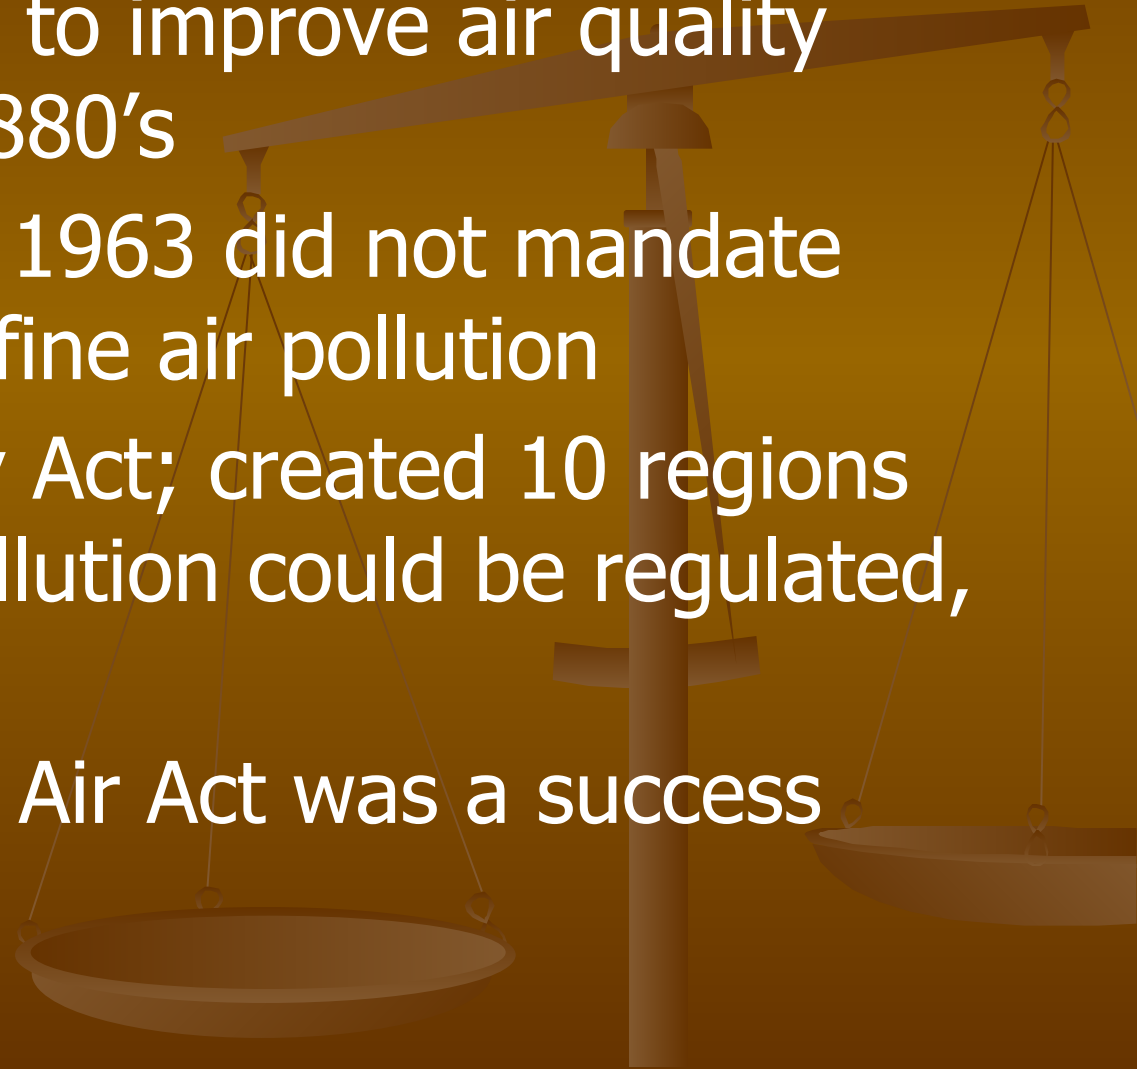 to improve air quality
880’s
1963 did not mandate
fine air pollution
Act; created 10 regions
llution could be regulated,
Air Act was a success